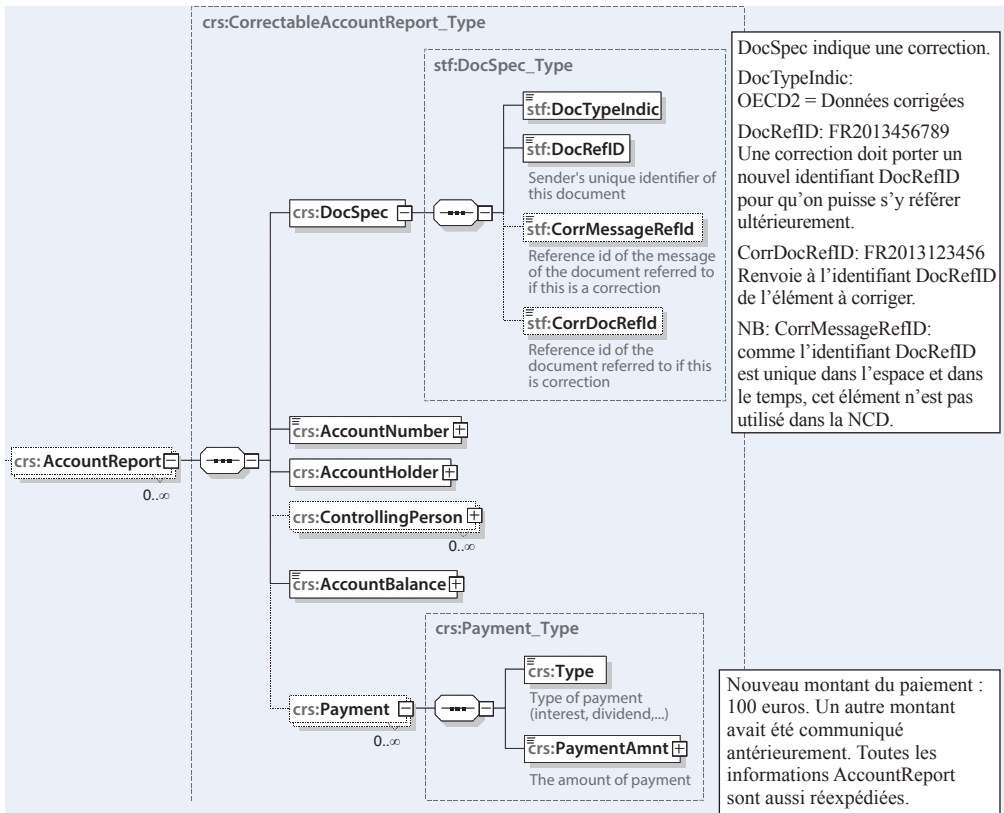 crs:CorrectableAccountReport_Type
stf:DocSpec_Type
stf:DocTypeIndic
stf:DocRefID
Sender's unique identifier of
this document
crs:DocSpec
stf:CorrMessageRefId
Reference id of the message
of the document referred to
if this is a correction
stf:CorrDocRefId
Reference id of the
document referred to if this
is correction
DocSpec indique une correction.
DocTypeIndic:
OECD2 = Données corrigées
DocRefID: FR2013456789
Une correction doit porter un
nouvel identifiant DocRefID
pour qu'on puisse s'y référer
ultérieurement.
CorrDocRefID: FR2013123456
Renvoie à l'identifiant DocRefID
de l'élément à corriger.
NB: CorrMessageRefID:
comme l'identifiant DocRefID
est unique dans l'espace et dans
le temps, cet élément n'est pas
utilisé dans la NCD.
crs:AccountNumber
crs:AccountReport
0..∞
crs:AccountHolder
crs:ControllingPerson
0..∞
crs:AccountBalance
crs:Payment_Type
crs:Type
Type of payment
(interest, dividend,...)
crs:Payment
0..∞
crs:PaymentAmnt
The amount of payment
Nouveau montant du paiement :
100 euros. Un autre montant
avait été communiqué
antérieurement. Toutes les
informations AccountReport
sont aussi réexpédiées.